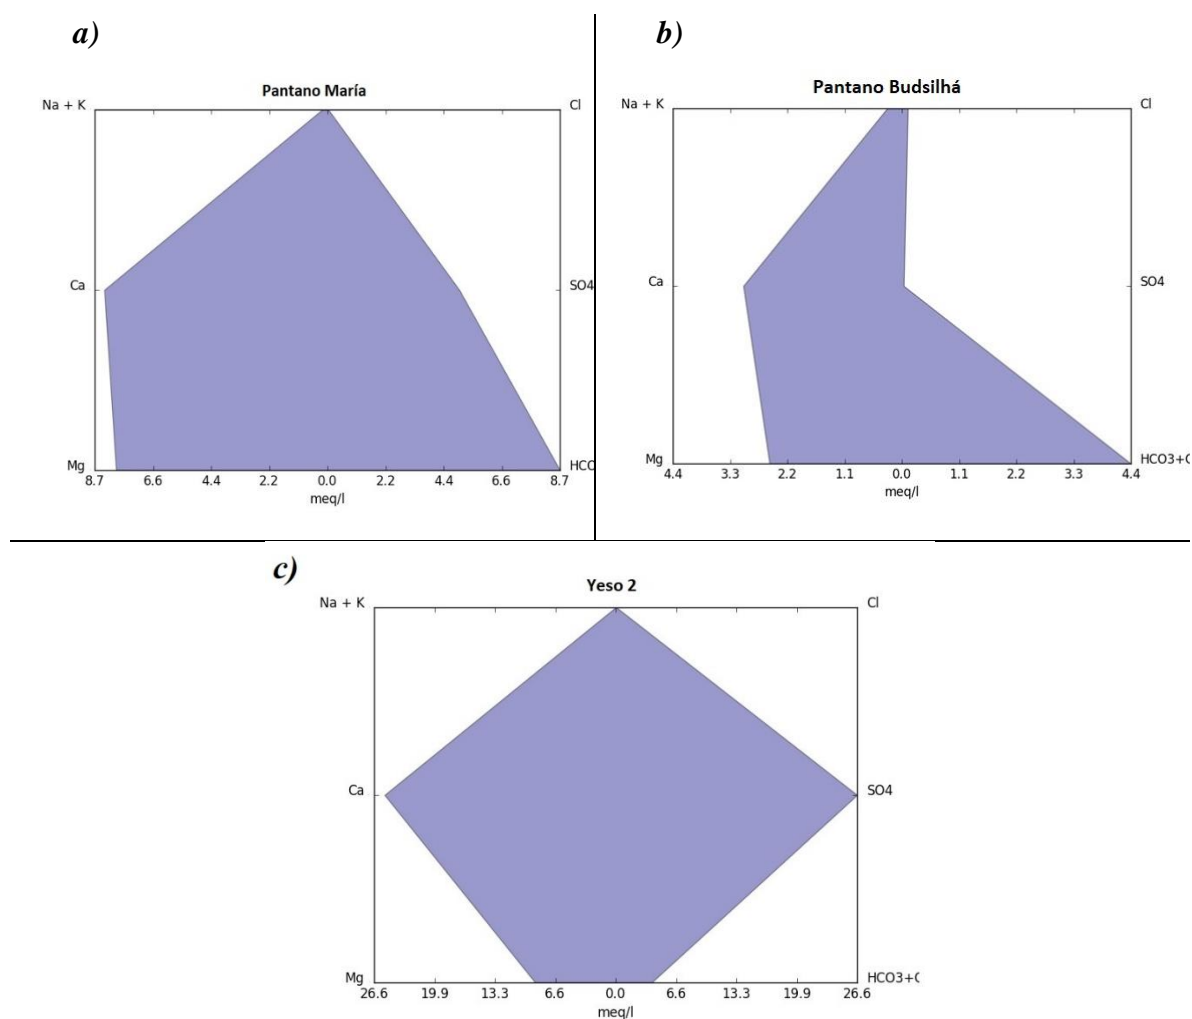 a)
Pantano María
Na + K
Cl
Ca
SO4
Mg
HCO
8.7 6.6 4.4 2.2 0.0 2.2 4.4 6.6 8.7
meq/l
b)
Pantano Budsilhá
Na + K
Cl
Ca
SO4
Mg
HCO3+C
4.4 3.3 2.2 1.1 0.0 1.1 2.2 3.3 4.4
meq/l
c)
Yeso 2
Na + K
Cl
Ca
SO4
Mg
HCO3+C
26.6 19.9 13.3 6.6 0.0 6.6 13.3 19.9 26.6
meq/l